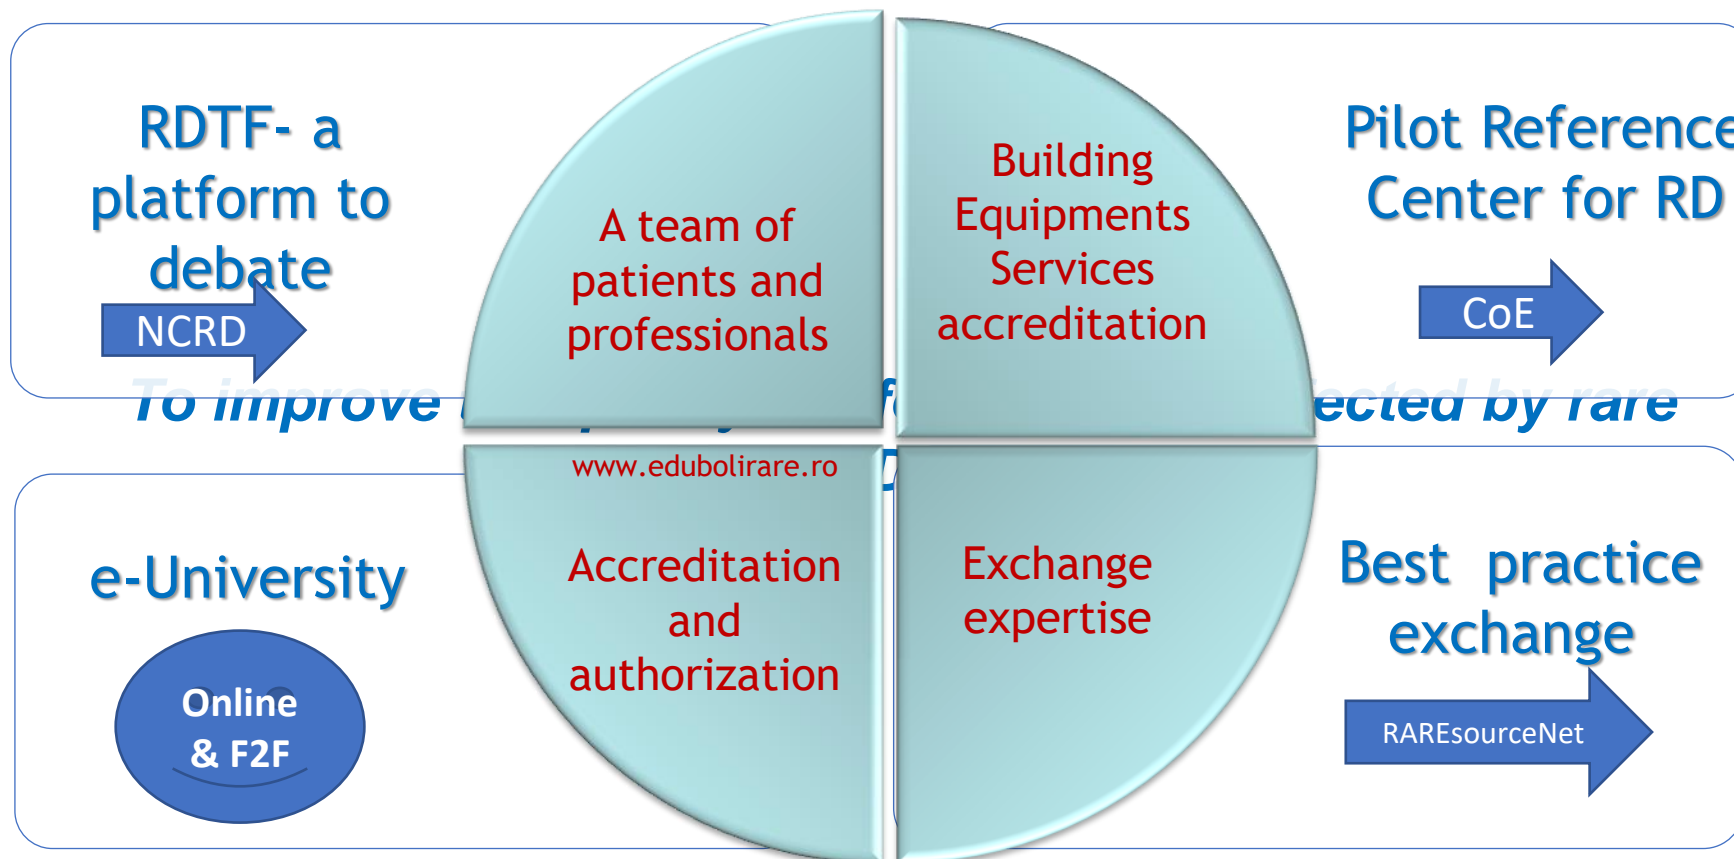 RDTF- a
platform to
debate
NCRD
A team of
patients and
professionals
Building
Equipments
Services
accreditation
Pilot Reference
Center for RD
CoE
To improve
by rare
www.edubolirare.ro
e-University
Online
& F2F
Accreditation
and
authorization
Exchange
expertise
Best practice
exchange
RAREsourceNet